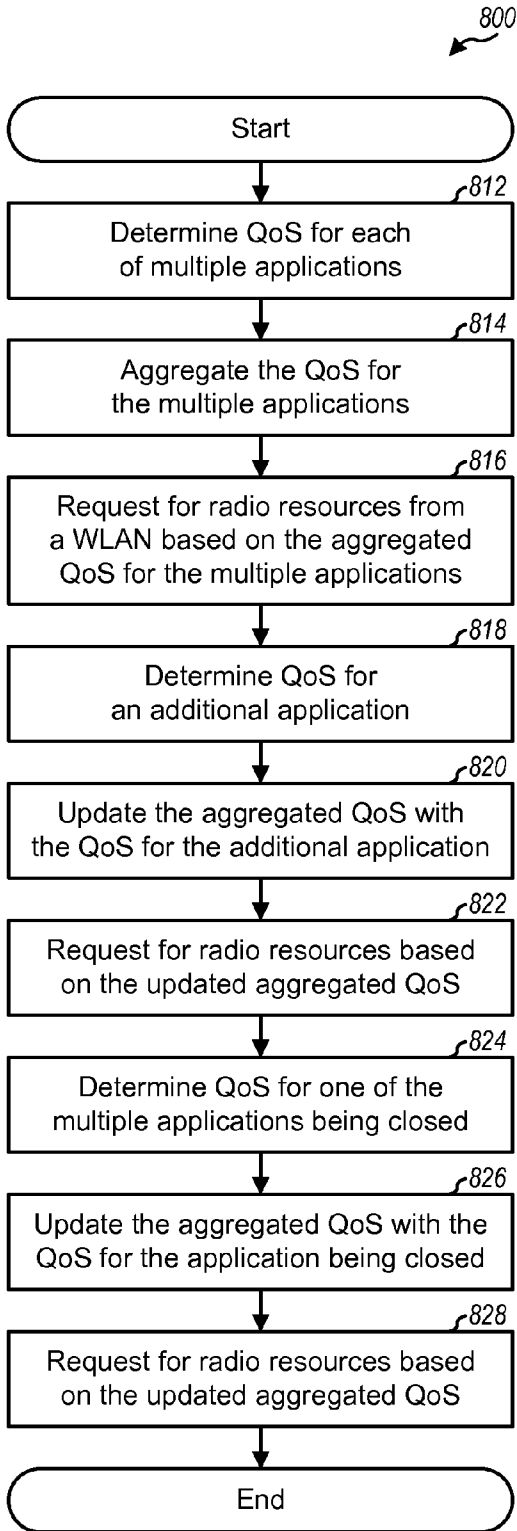 800
Start
812
Determine QoS for each
of multiple applications
814
Aggregate the QoS for
the multiple applications
816
Request for radio resources from
a WLAN based on the aggregated
QoS for the multiple applications
818
Determine QoS for
an additional application
820
Update the aggregated QoS with
the QoS for the additional application
822
Request for radio resources based
on the updated aggregated QoS
824
Determine QoS for one of the
multiple applications being closed
826
Update the aggregated QoS with the
QoS for the application being closed
828
Request for radio resources based
on the updated aggregated QoS
End